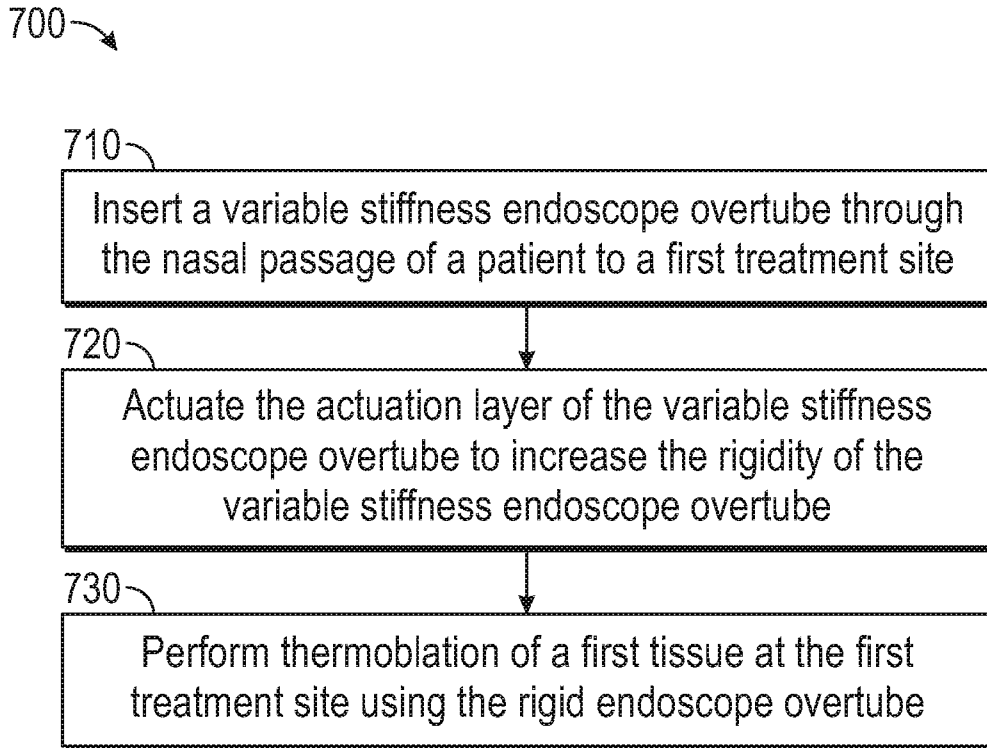 700
710
Insert a variable stiffness endoscope overtube through
the nasal passage of a patient to a first treatment site
720
Actuate the actuation layer of the variable stiffness
endoscope overtube to increase the rigidity of the
variable stiffness endoscope overtube
730
Perform thermoblation of a first tissue at the first
treatment site using the rigid endoscope overtube